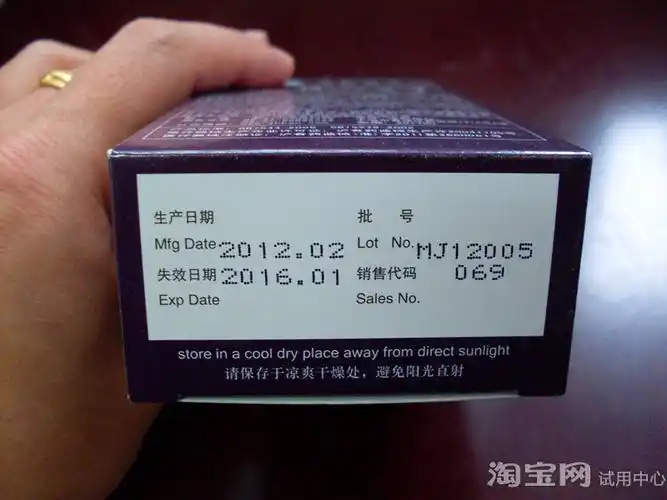 生产日期
Mfg Date 2012.02
失效日期 2016.01
Exp Date
批 号
Lot No. MJ12005
销售代码 069
Sales No.
store in a cool dry place away from direct sunlight
请保存于凉爽干燥处，避免阳光直射
淘宝网 试用中心